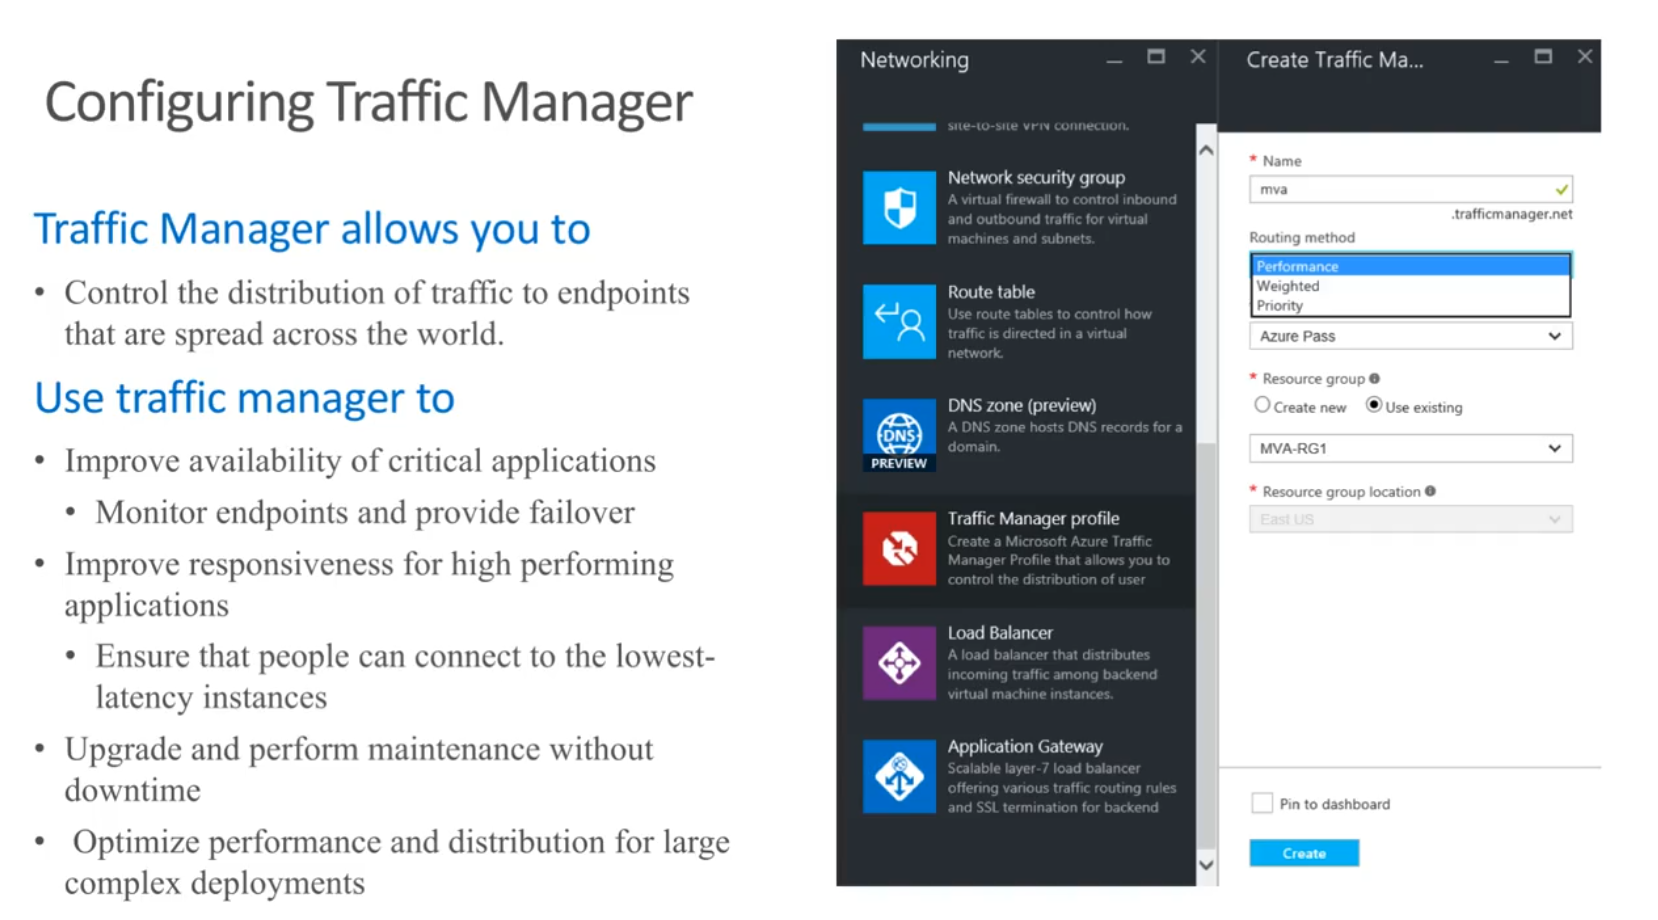 Configuring Traffic Manager
Traffic Manager allows you to
• Control the distribution of traffic to endpoints
that are spread across the world.
Use traffic manager to
• Improve availability of critical applications
• Monitor endpoints and provide failover
• Improve responsiveness for high performing
applications
• Ensure that people can connect to the lowest-
latency instances
• Upgrade and perform maintenance without
downtime
• Optimize performance and distribution for large
complex deployments
Networking
site-to-site VPN connection.
Network security group
A virtual firewall to control inbound
and outbound traffic for virtual
machines and subnets.
Route table
Use route tables to control how
traffic is directed in a virtual
network.
DNS
PREVIEW
DNS zone (preview)
A DNS zone hosts DNS records for a
domain.
Traffic Manager profile
Create a Microsoft Azure Traffic
Manager Profile that allows you to
control the distribution of user
Load Balancer
A load balancer that distributes
incoming traffic among backend
virtual machine instances.
Application Gateway
Scalable layer-7 load balancer
offering various traffic routing rules
and SSL termination for backend
Create Traffic Ma...
* Name
mva
.trafficmanager.net
Routing method
Performance
Weighted
Priority
Azure Pass
* Resource group
Create new Use existing
MVA-RG1
* Resource group location
East US
Pin to dashboard
Create